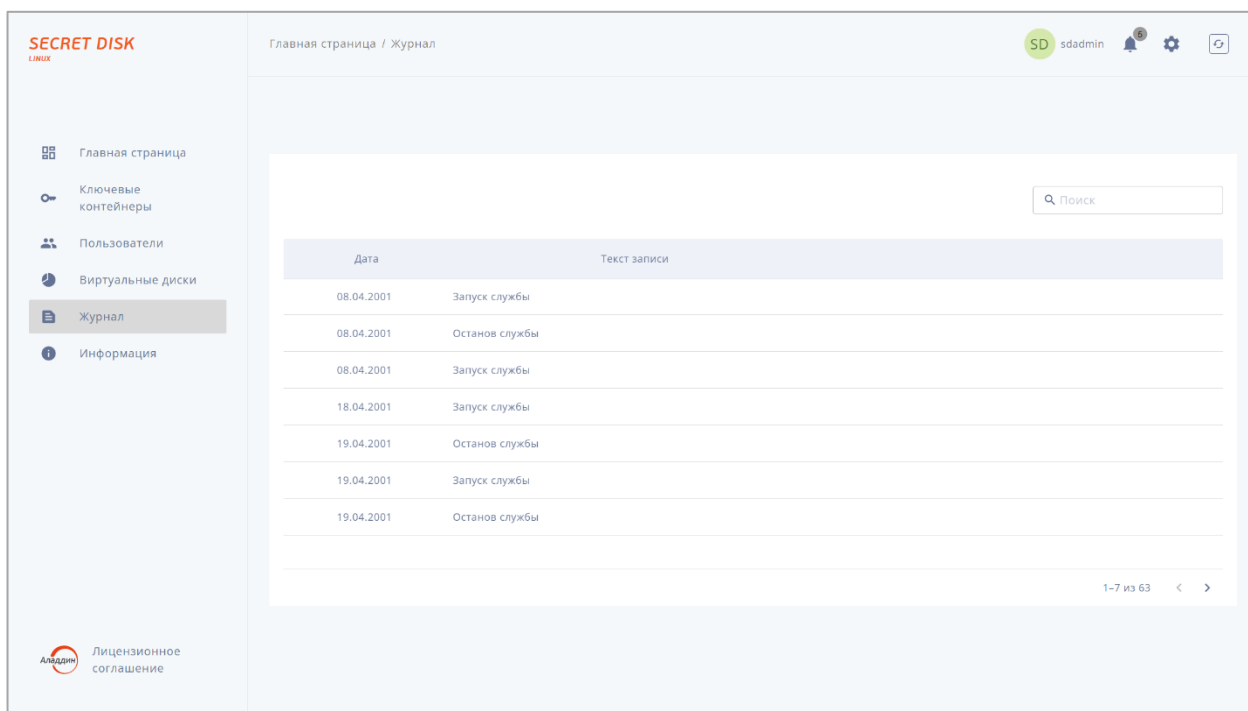 SECRET DISK
LINUX
Главная страница / Журнал
SD sdadmin 5
Главная страница
Ключевые
контейнеры
Пользователи
Виртуальные диски
Журнал
Информация
Поиск
Дата Текст записи
08.04.2001 Запуск службы
08.04.2001 Останов службы
08.04.2001 Запуск службы
18.04.2001 Запуск службы
19.04.2001 Останов службы
19.04.2001 Запуск службы
19.04.2001 Останов службы
1–7 из 63
Аладдин
Лицензионное
соглашение